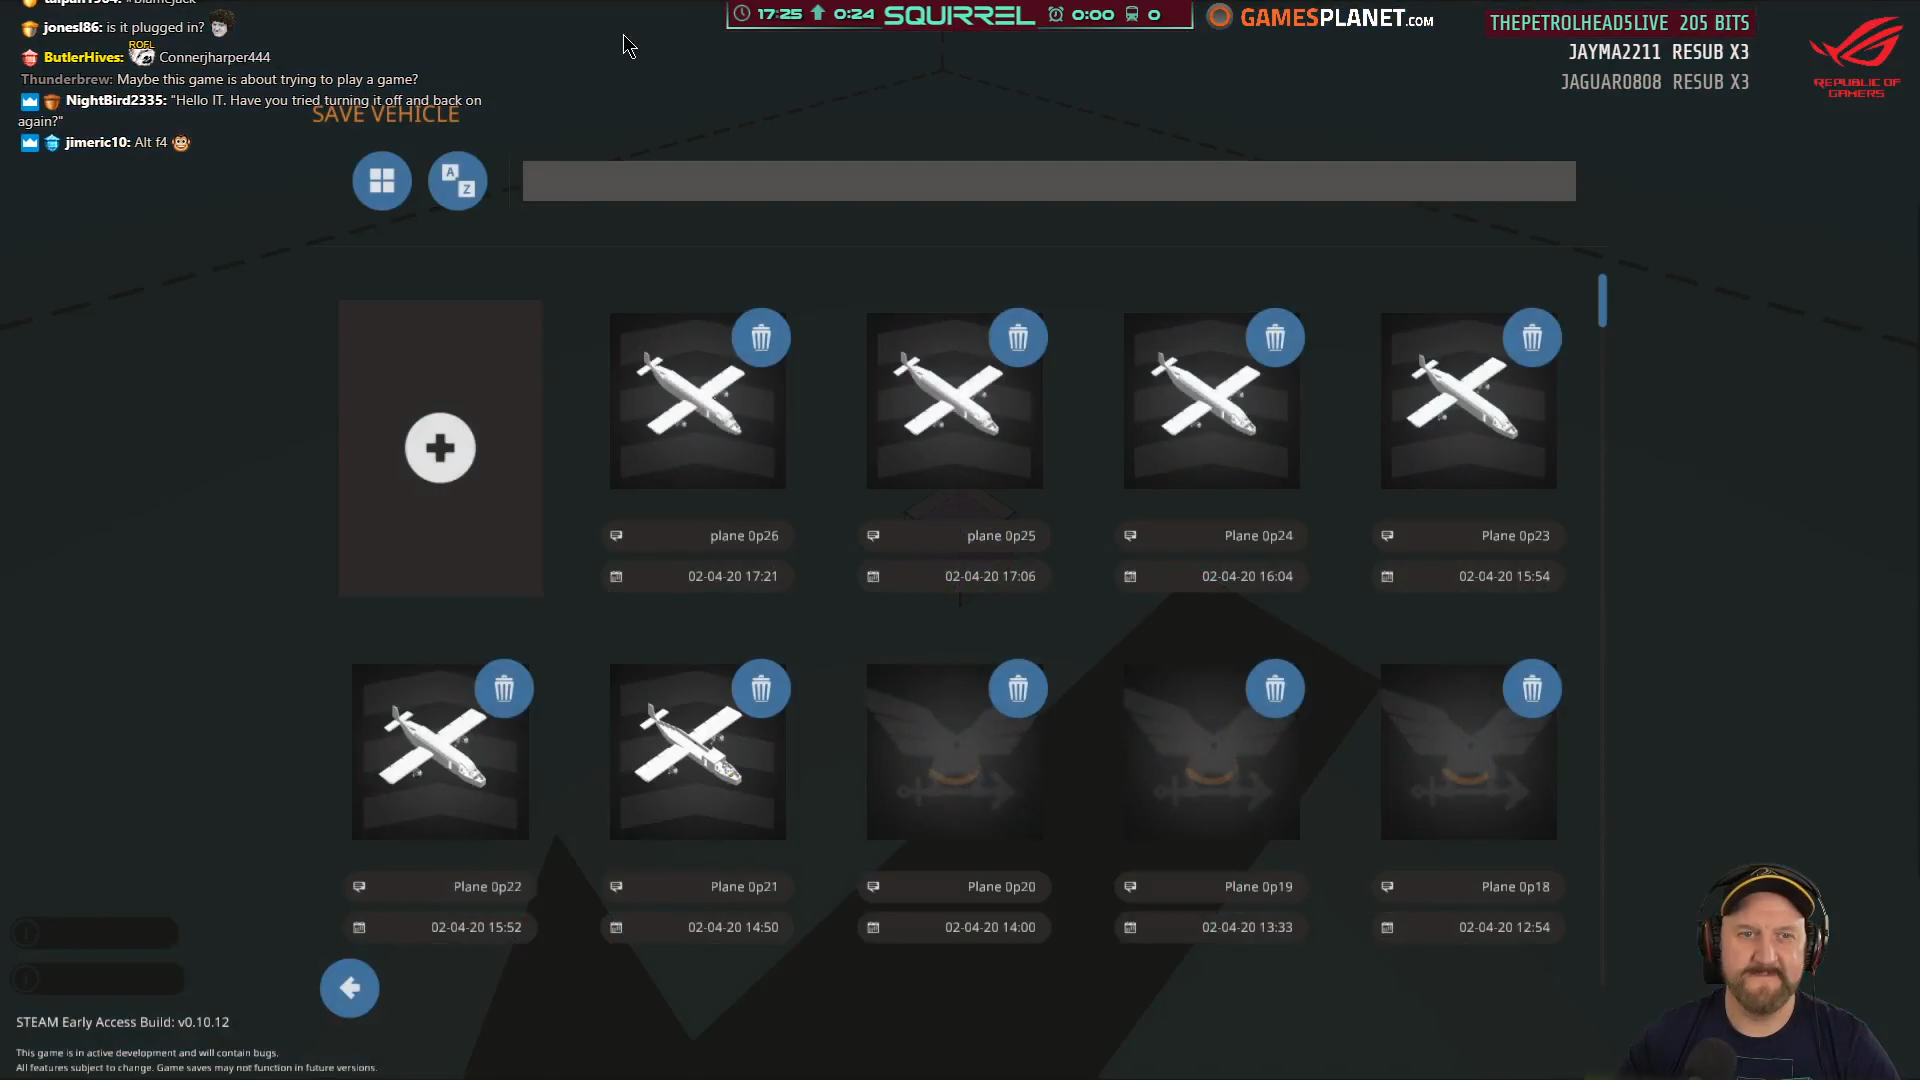 taipan1964: #blamejack
jonesl86: is it plugged in?
ROFL
ButlerHives: Connerjharper444
Thunderbrew: Maybe this game is about trying to play a game?
NightBird2335: "Hello IT. Have you tried turning it off and back on
again?"
jimeric10: Alt f4
17:25 0:24 SQUIRREL 0:00 0
GAMESPLANET.COM
THEPETROLHEAD5LIVE 205 BITS
JAYMA2211 RESUB X3
JAGUAR0808 RESUB X3
REPUBLIC OF
GAMERS
SAVE VEHICLE
A
Z
plane 0p26
02-04-20 17:21
plane 0p25
02-04-20 17:06
Plane 0p24
02-04-20 16:04
Plane 0p23
02-04-20 15:54
Plane 0p22
02-04-20 15:52
Plane 0p21
02-04-20 14:50
Plane 0p20
02-04-20 14:00
Plane 0p19
02-04-20 13:33
Plane 0p18
02-04-20 12:54
STEAM Early Access Build: v0.10.12
This game is in active development and will contain bugs.
All features subject to change. Game saves may not function in future versions.